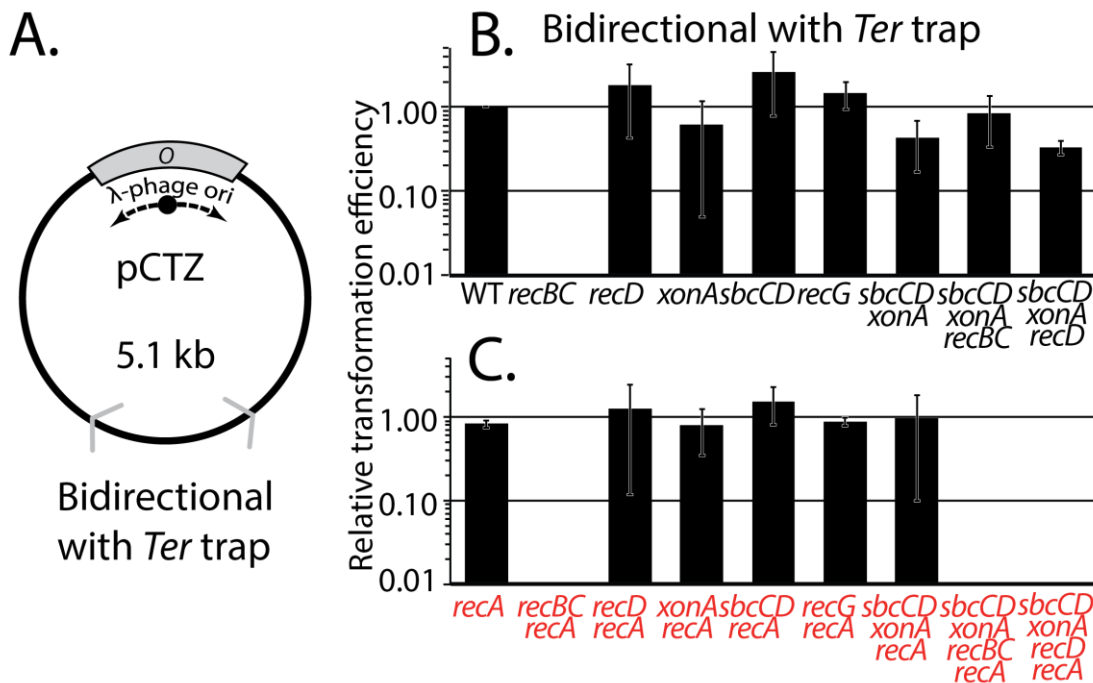 A.
O
λ-phage ori
pCTZ
5.1 kb
Bidirectional
with Ter trap
B. Bidirectional with Ter trap
Relative transformation efficiency
1.00
0.10
0.01
WT recBC recD xonA sbcCD recG sbcCD sbcCD sbcCD
xonA xonA xonA
recBC recD
C.
1.00
0.10
0.01
recA recBC recD xonA sbcCD recG sbcCD sbcCD sbcCD
recA recA recA recA recA xonA xonA xonA
recA recBC recD
recA recA